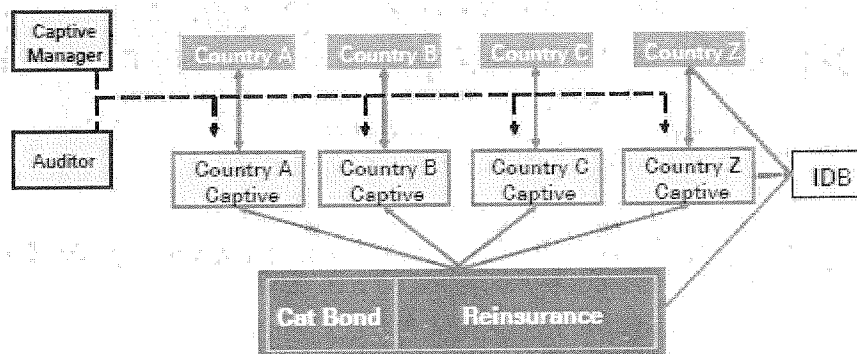 Captive
Manager
Country A
Country B
Country C
Country Z
Auditor
Country A
Captive
Country B
Captive
Country C
Captive
Country Z
Captive
IDB
Cat Bond
Reinsurance